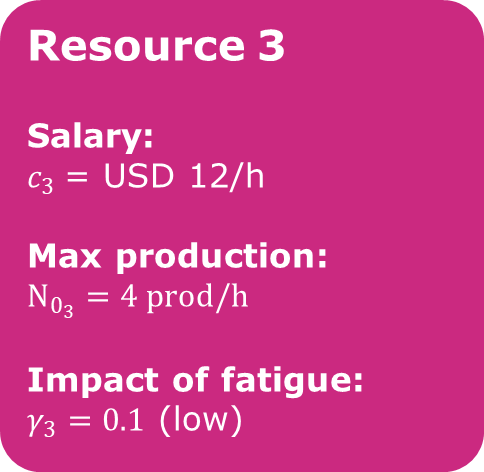 Resource 3
Salary:
c₃ = USD 12/h
Max production:
N₀₃ = 4 prod/h
Impact of fatigue:
γ₃ = 0.1 (low)